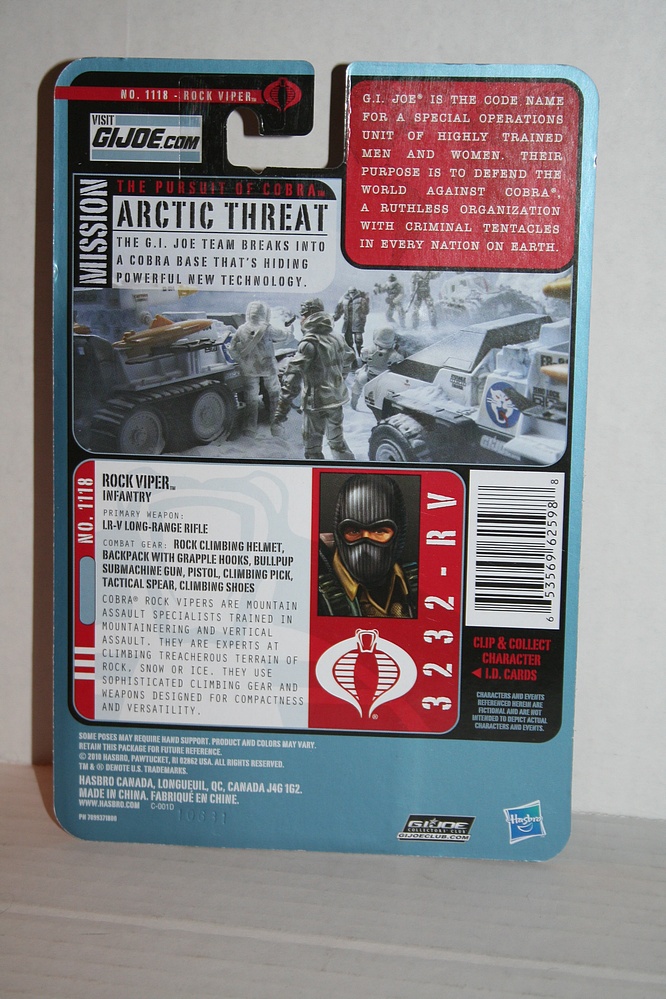 NO. 1118 - ROCK VIPER™
VISIT
GIJOE.COM
G.I. JOE® IS THE CODE NAME
FOR A SPECIAL OPERATIONS
UNIT OF HIGHLY TRAINED
MEN AND WOMEN. THEIR
PURPOSE IS TO DEFEND THE
WORLD AGAINST COBRA®,
A RUTHLESS ORGANIZATION
WITH CRIMINAL TENTACLES
IN EVERY NATION ON EARTH.
MISSION
THE PURSUIT OF COBRA™
ARCTIC THREAT
THE G.I. JOE TEAM BREAKS INTO
A COBRA BASE THAT'S HIDING
POWERFUL NEW TECHNOLOGY.
NO. 1118
ROCK VIPER™
INFANTRY
PRIMARY WEAPON:
LR-V LONG-RANGE RIFLE
COMBAT GEAR: ROCK CLIMBING HELMET,
BACKPACK WITH GRAPPLE HOOKS, BULLPUP
SUBMACHINE GUN, PISTOL, CLIMBING PICK,
TACTICAL SPEAR, CLIMBING SHOES
COBRA® ROCK VIPERS ARE MOUNTAIN
ASSAULT SPECIALISTS TRAINED IN
MOUNTAINEERING AND VERTICAL
ASSAULT. THEY ARE EXPERTS AT
CLIMBING TREACHEROUS TERRAIN OF
ROCK, SNOW OR ICE. THEY USE
SOPHISTICATED CLIMBING GEAR AND
WEAPONS DESIGNED FOR COMPACTNESS
AND VERSATILITY.
®
3232-RV
6 53569 62598 8
CLIP & COLLECT
CHARACTER
◀ I.D. CARDS
CHARACTERS AND EVENTS
REFERENCED HEREIN ARE
FICTIONAL AND ARE NOT
INTENDED TO DEPICT ACTUAL
CHARACTERS AND EVENTS.
SOME POSES MAY REQUIRE HAND SUPPORT. PRODUCT AND COLORS MAY VARY.
RETAIN THIS PACKAGE FOR FUTURE REFERENCE.
© 2010 HASBRO, PAWTUCKET, RI 02862 USA. ALL RIGHTS RESERVED.
TM & ® DENOTE U.S. TRADEMARKS.
HASBRO CANADA, LONGUEUIL, QC, CANADA J4G 1G2.
MADE IN CHINA. FABRIQUÉ EN CHINE.
WWW.HASBRO.COM C-001D
GI JOE
COLLECTORS CLUB
GIJOECLUB.COM
Hasbro